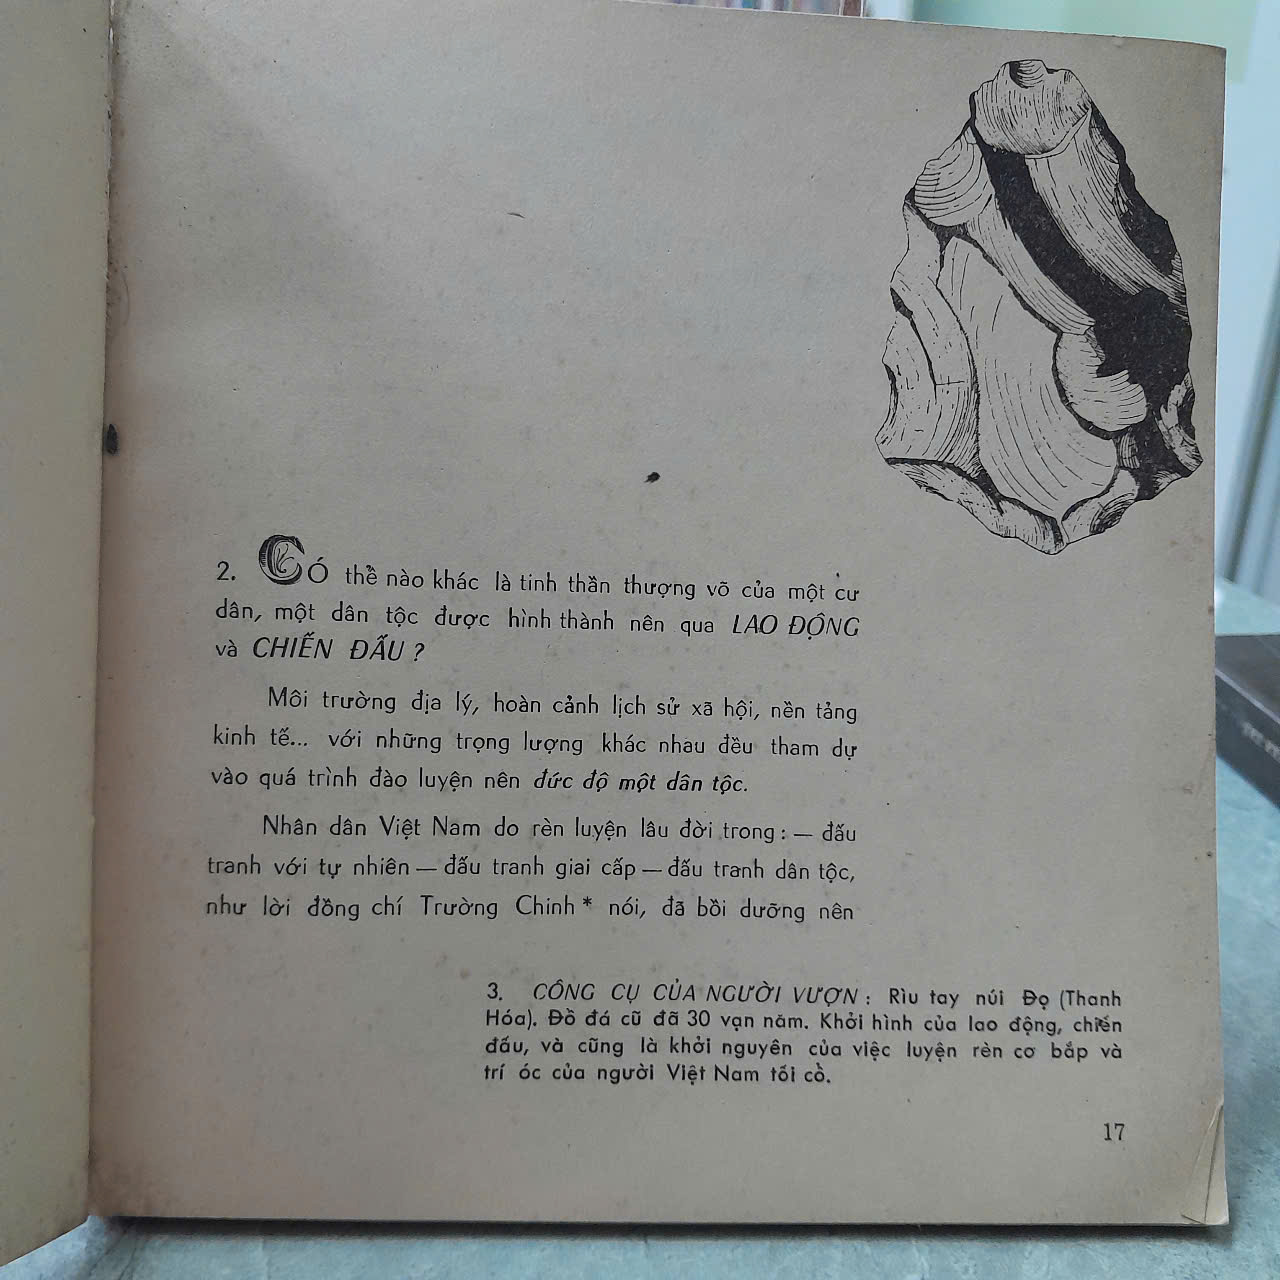 2. CÓ thể nào khác là tinh thần thượng võ của một cư
dân, một dân tộc được hình thành nên qua LAO ĐỘNG
và CHIẾN ĐẤU ?
Môi trường địa lý, hoàn cảnh lịch sử xã hội, nền tảng
kinh tế... với những trọng lượng khác nhau đều tham dự
vào quá trình đào luyện nên đức độ một dân tộc.
Nhân dân Việt Nam do rèn luyện lâu đời trong : — đấu
tranh với tự nhiên — đấu tranh giai cấp — đấu tranh dân tộc,
như lời đồng chí Trường Chinh * nói, đã bồi dưỡng nên
3. CÔNG CỤ CỦA NGƯỜI VƯỢN : Rìu tay núi Đọ (Thanh
Hóa). Đồ đá cũ đã 30 vạn năm. Khởi hình của lao động, chiến
đấu, và cũng là khởi nguyên của việc luyện rèn cơ bắp và
trí óc của người Việt Nam tối cổ.
17